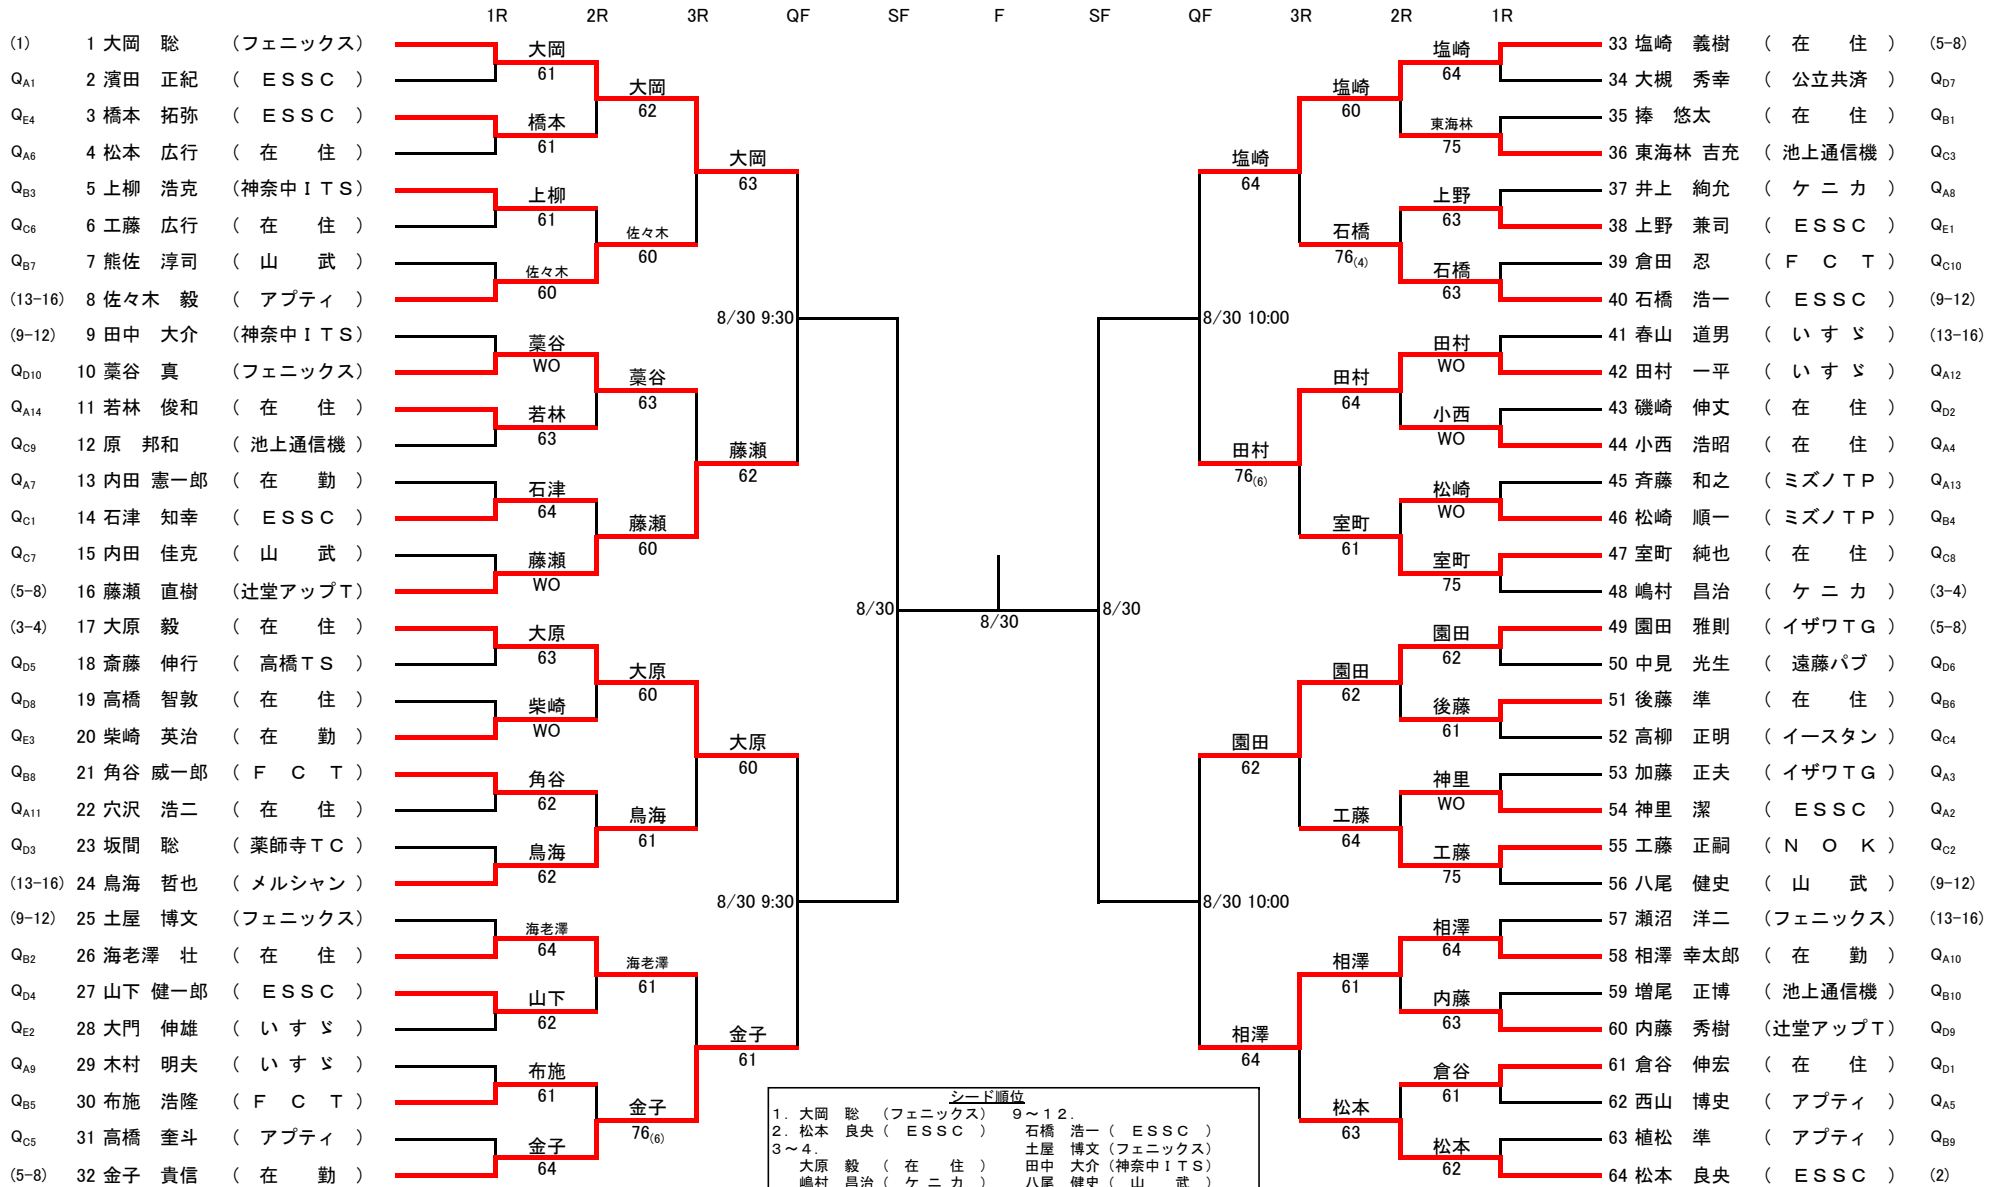 1R 2R 3R QF SF F SF QF 3R 2R 1R
(1) 1 大岡 聡 (フェニックス)
QA1 2 濱田 正紀 ( ESSC )
QE4 3 橋本 拓弥 ( ESSC )
QA6 4 松本 広行 ( 在 住 )
QB3 5 上柳 浩克 (神奈中ITS)
QC6 6 工藤 広行 ( 在 住 )
QB7 7 熊佐 淳司 ( 山 武 )
(13-16) 8 佐々木 毅 ( アプティ )
(9-12) 9 田中 大介 (神奈中ITS)
QD10 10 藁谷 真 (フェニックス)
QA14 11 若林 俊和 ( 在 住 )
QC9 12 原 邦和 ( 池上通信機 )
QA7 13 内田 憲一郎 ( 在 勤 )
QC1 14 石津 知幸 ( ESSC )
QC7 15 内田 佳克 ( 山 武 )
(5-8) 16 藤瀬 直樹 (辻堂アップT)
(3-4) 17 大原 毅 ( 在 住 )
QD5 18 斎藤 伸行 ( 高橋TS )
QD8 19 高橋 智敦 ( 在 住 )
QE3 20 柴崎 英治 ( 在 勤 )
QB8 21 角谷 威一郎 ( F C T )
QA11 22 穴沢 浩二 ( 在 住 )
QD3 23 坂間 聡 ( 薬師寺TC )
(13-16) 24 鳥海 哲也 ( メルシャン )
(9-12) 25 土屋 博文 (フェニックス)
QB2 26 海老澤 壮 ( 在 住 )
QD4 27 山下 健一郎 ( ESSC )
QE2 28 大門 伸雄 ( いすゞ )
QA9 29 木村 明夫 ( いすゞ )
QB5 30 布施 浩隆 ( F C T )
QC5 31 高橋 奎斗 ( アプティ )
(5-8) 32 金子 貴信 ( 在 勤 )
大岡
61
橋本
61
上柳
61
佐々木
60
藁谷
WO
若林
63
石津
64
藤瀬
WO
大原
63
柴崎
WO
角谷
62
鳥海
62
海老澤
64
山下
62
布施
61
金子
64
大岡
62
佐々木
60
藁谷
63
藤瀬
60
大原
60
鳥海
61
海老澤
61
金子
76(6)
大岡
63
藤瀬
62
大原
60
金子
61
8/30 9:30
8/30 9:30
8/30
8/30
8/30
8/30 10:00
8/30 10:00
塩崎
64
田村
76(6)
園田
62
相澤
64
塩崎
60
石橋
76(4)
田村
64
室町
61
園田
62
工藤
64
相澤
61
松本
63
塩崎
64
東海林
75
上野
63
石橋
63
田村
WO
小西
WO
松崎
WO
室町
75
園田
62
後藤
61
神里
WO
工藤
75
相澤
64
内藤
63
倉谷
61
松本
62
33 塩崎 義樹 ( 在 住 ) (5-8)
34 大槻 秀幸 ( 公立共済 ) QD7
35 捧 悠太 ( 在 住 ) QB1
36 東海林 吉充 ( 池上通信機 ) QC3
37 井上 絢允 ( ケニカ ) QA8
38 上野 兼司 ( ESSC ) QE1
39 倉田 忍 ( F C T ) QC10
40 石橋 浩一 ( ESSC ) (9-12)
41 春山 道男 ( いすゞ ) (13-16)
42 田村 一平 ( いすゞ ) QA12
43 磯崎 伸丈 ( 在 住 ) QD2
44 小西 浩昭 ( 在 住 ) QA4
45 斉藤 和之 ( ミズノTP ) QA13
46 松崎 順一 ( ミズノTP ) QB4
47 室町 純也 ( 在 住 ) QC8
48 嶋村 昌治 ( ケニカ ) (3-4)
49 園田 雅則 ( イザワTG ) (5-8)
50 中見 光生 ( 遠藤パブ ) QD6
51 後藤 準 ( 在 住 ) QB6
52 高柳 正明 ( イースタン ) QC4
53 加藤 正夫 ( イザワTG ) QA3
54 神里 潔 ( ESSC ) QA2
55 工藤 正嗣 ( N O K ) QC2
56 八尾 健史 ( 山 武 ) (9-12)
57 瀬沼 洋二 (フェニックス) (13-16)
58 相澤 幸太郎 ( 在 勤 ) QA10
59 増尾 正博 ( 池上通信機 ) QB10
60 内藤 秀樹 (辻堂アップT) QD9
61 倉谷 伸宏 ( 在 住 ) QD1
62 西山 博史 ( アプティ ) QA5
63 植松 準 ( アプティ ) QB9
64 松本 良央 ( ESSC ) (2)
シード順位
1. 大岡 聡 (フェニックス) 9～12.
2. 松本 良央 ( ESSC ) 石橋 浩一 ( ESSC )
3～4. 土屋 博文 (フェニックス)
大原 毅 ( 在 住 ) 田中 大介 (神奈中ITS)
嶋村 昌治 ( ケニカ ) 八尾 健史 ( 山 武 )